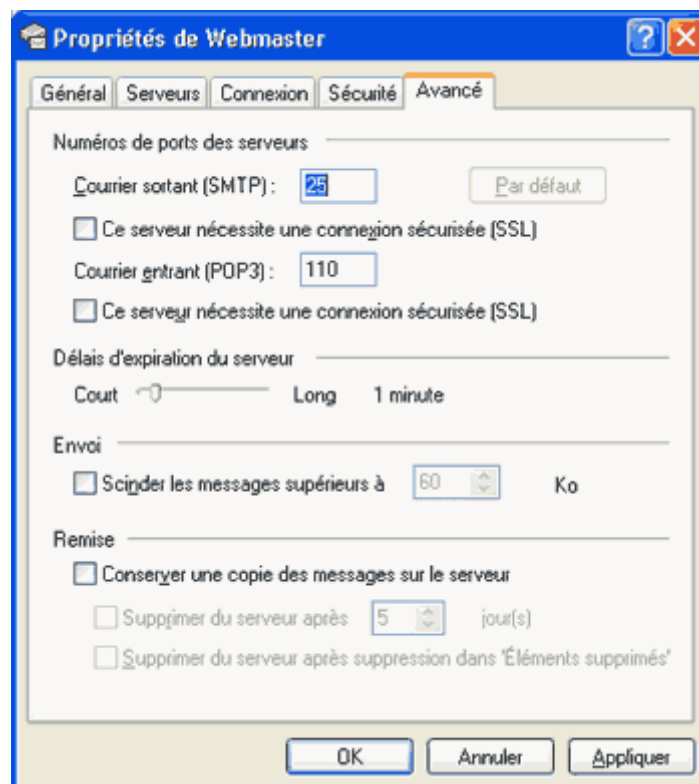 Propriétés de Webmaster
Général Serveurs Connexion Sécurité Avancé
Numéros de ports des serveurs
Courrier sortant (SMTP) : 25 Par défaut
Ce serveur nécessite une connexion sécurisée (SSL)
Courrier entrant (POP3) : 110
Ce serveur nécessite une connexion sécurisée (SSL)
Délais d'expiration du serveur
Court Long 1 minute
Envoi
Scinder les messages supérieurs à 60 Ko
Remise
Conserver une copie des messages sur le serveur
Supprimer du serveur après 5 jour(s)
Supprimer du serveur après suppression dans 'Éléments supprimés'
OK Annuler Appliquer